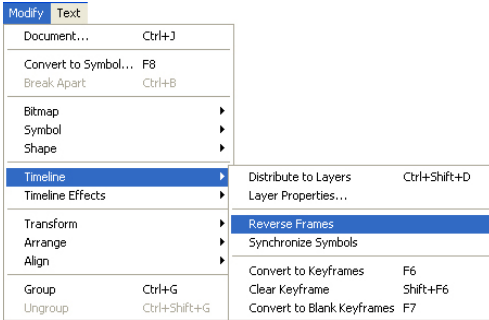 Modify Text
Document... Ctrl+J
Convert to Symbol... F8
Break Apart Ctrl+B
Bitmap
Symbol
Shape
Timeline
Timeline Effects
Transform
Arrange
Align
Group Ctrl+G
Ungroup Ctrl+Shift+G
Distribute to Layers Ctrl+Shift+D
Layer Properties...
Reverse Frames
Synchronize Symbols
Convert to Keyframes F6
Clear Keyframe Shift+F6
Convert to Blank Keyframes F7